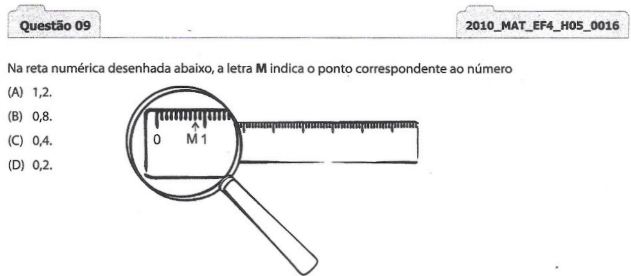 Questão 09
2010_MAT_EF4_H05_0016
Na reta numérica desenhada abaixo, a letra M indica o ponto correspondente ao número
(A) 1,2.
(B) 0,8.
(C) 0,4.
(D) 0,2.
0 M 1